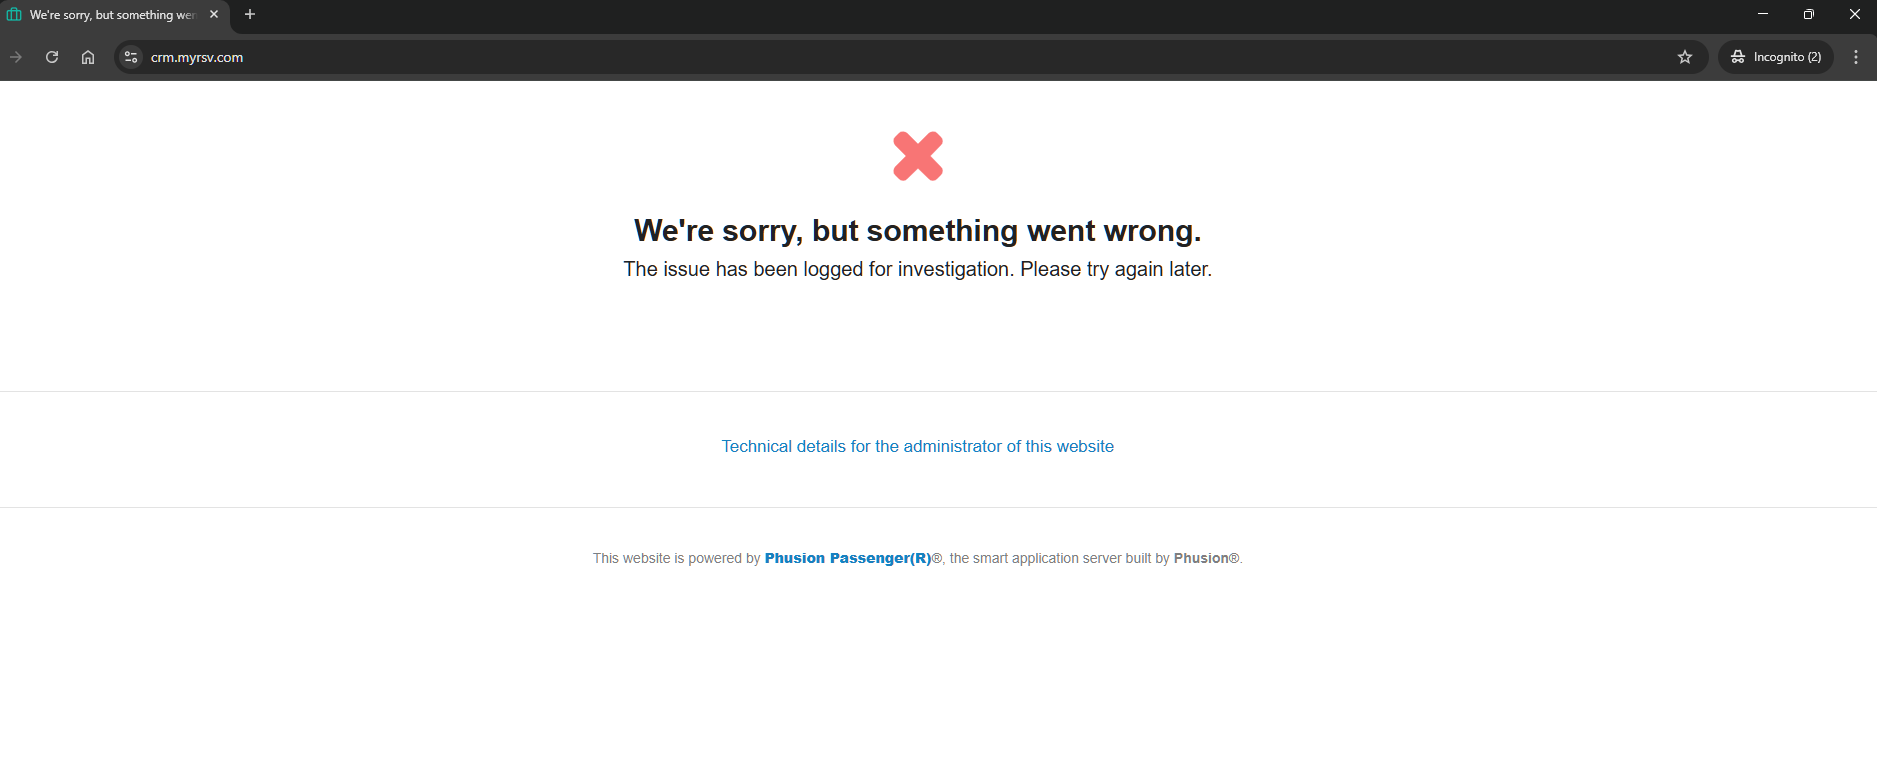 We're sorry, but something wer
crm.myrsv.com
Incognito (2)
We're sorry, but something went wrong.
The issue has been logged for investigation. Please try again later.
Technical details for the administrator of this website
This website is powered by Phusion Passenger(R)®, the smart application server built by Phusion®.